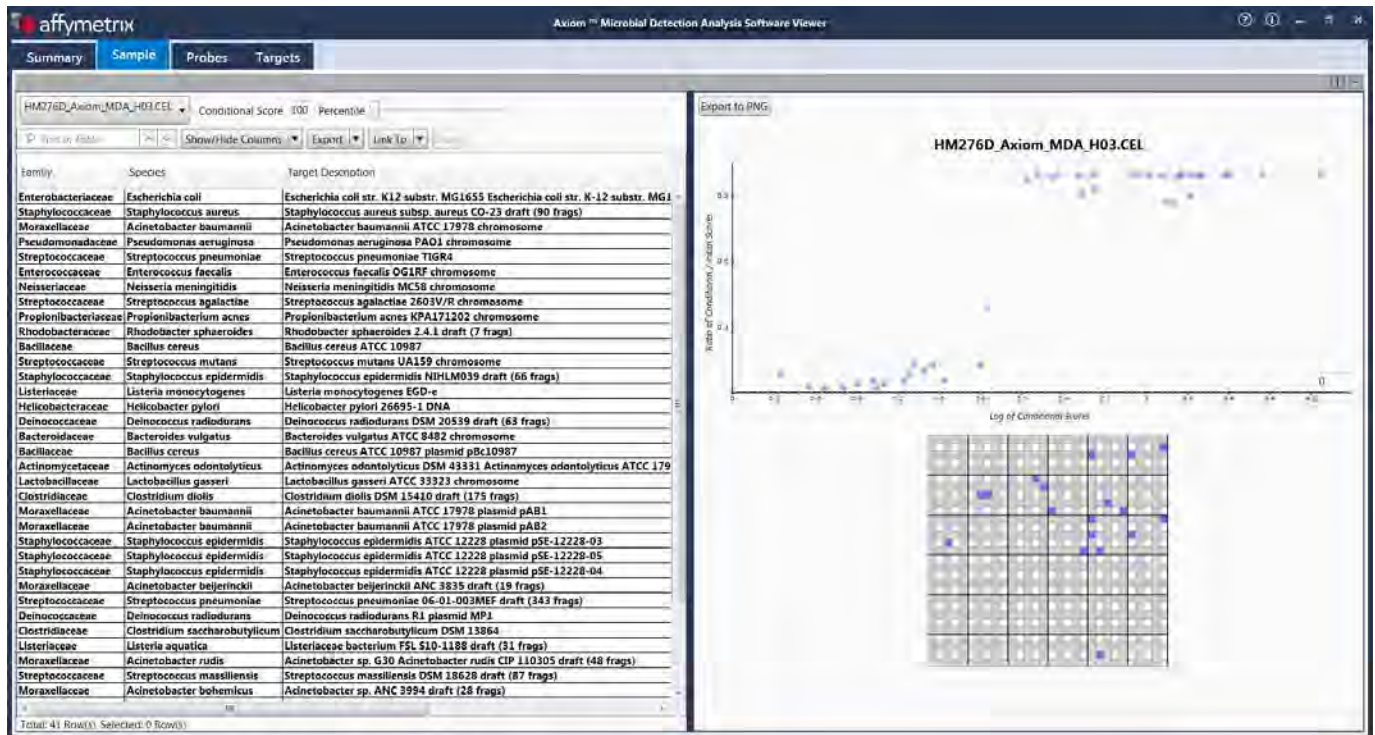 affymetrix
Axiom ™ Microbial Detection Analysis Software Viewer
Summary Sample Probes Targets
HM276D_Axiom_MDA_H03.CEL Conditional Score 100 Percentile
Show/Hide Columns Export Link To
Family Species Target Description
Enterobacteriaceae Escherichia coli Escherichia coli str. K12 substr. MG1655 Escherichia coli str. K-12 substr. MG1
Staphylococcaceae Staphylococcus aureus Staphylococcus aureus subsp. aureus CO-23 draft (90 frags)
Moraxellaceae Acinetobacter baumannii Acinetobacter baumannii ATCC 17978 chromosome
Pseudomonadaceae Pseudomonas aeruginosa Pseudomonas aeruginosa PAO1 chromosome
Streptococcaceae Streptococcus pneumoniae Streptococcus pneumoniae TIGR4
Enterococcaceae Enterococcus faecalis Enterococcus faecalis OG1RF chromosome
Neisseriaceae Neisseria meningitidis Neisseria meningitidis MC58 chromosome
Streptococcaceae Streptococcus agalactiae Streptococcus agalactiae 2603V/R chromosome
Propionibacteriaceae Propionibacterium acnes Propionibacterium acnes KPA171202 chromosome
Rhodobacteraceae Rhodobacter sphaeroides Rhodobacter sphaeroides 2.4.1 draft (7 frags)
Bacillaceae Bacillus cereus Bacillus cereus ATCC 10987
Streptococcaceae Streptococcus mutans Streptococcus mutans UA159 chromosome
Staphylococcaceae Staphylococcus epidermidis Staphylococcus epidermidis NIHLM039 draft (66 frags)
Listeriaceae Listeria monocytogenes Listeria monocytogenes EGD-e
Helicobacteraceae Helicobacter pylori Helicobacter pylori 26695-1 DNA
Deinococcaceae Deinococcus radiodurans Deinococcus radiodurans DSM 20539 draft (63 frags)
Bacteroidaceae Bacteroides vulgatus Bacteroides vulgatus ATCC 8482 chromosome
Bacillaceae Bacillus cereus Bacillus cereus ATCC 10987 plasmid pBc10987
Actinomycetaceae Actinomyces odontolyticus Actinomyces odontolyticus DSM 43331 Actinomyces odontolyticus ATCC 179
Lactobacillaceae Lactobacillus gasseri Lactobacillus gasseri ATCC 33323 chromosome
Clostridiaceae Clostridium diolis Clostridium diolis DSM 15410 draft (175 frags)
Moraxellaceae Acinetobacter baumannii Acinetobacter baumannii ATCC 17978 plasmid pAB1
Moraxellaceae Acinetobacter baumannii Acinetobacter baumannii ATCC 17978 plasmid pAB2
Staphylococcaceae Staphylococcus epidermidis Staphylococcus epidermidis ATCC 12228 plasmid pSE-12228-03
Staphylococcaceae Staphylococcus epidermidis Staphylococcus epidermidis ATCC 12228 plasmid pSE-12228-05
Staphylococcaceae Staphylococcus epidermidis Staphylococcus epidermidis ATCC 12228 plasmid pSE-12228-04
Moraxellaceae Acinetobacter beijerinckii Acinetobacter beijerinckii ANC 3835 draft (19 frags)
Streptococcaceae Streptococcus pneumoniae Streptococcus pneumoniae 06-01-003MEF draft (343 frags)
Deinococcaceae Deinococcus radiodurans Deinococcus radiodurans R1 plasmid MP1
Clostridiaceae Clostridium saccharobutylicum Clostridium saccharobutylicum DSM 13864
Listeriaceae Listeria aquatica Listeriaceae bacterium FSL S10-1188 draft (31 frags)
Moraxellaceae Acinetobacter rudis Acinetobacter sp. G30 Acinetobacter rudis CIP 110305 draft (48 frags)
Streptococcaceae Streptococcus massiliensis Streptococcus massiliensis DSM 18628 draft (87 frags)
Moraxellaceae Acinetobacter bohemicus Acinetobacter sp. ANC 3994 draft (28 frags)
Total: 41 Row(s) Selected: 0 Row(s)
Export to PNG
HM276D_Axiom_MDA_H03.CEL
Ratio of Conditional / Initial Scores
Log of Conditional Scores